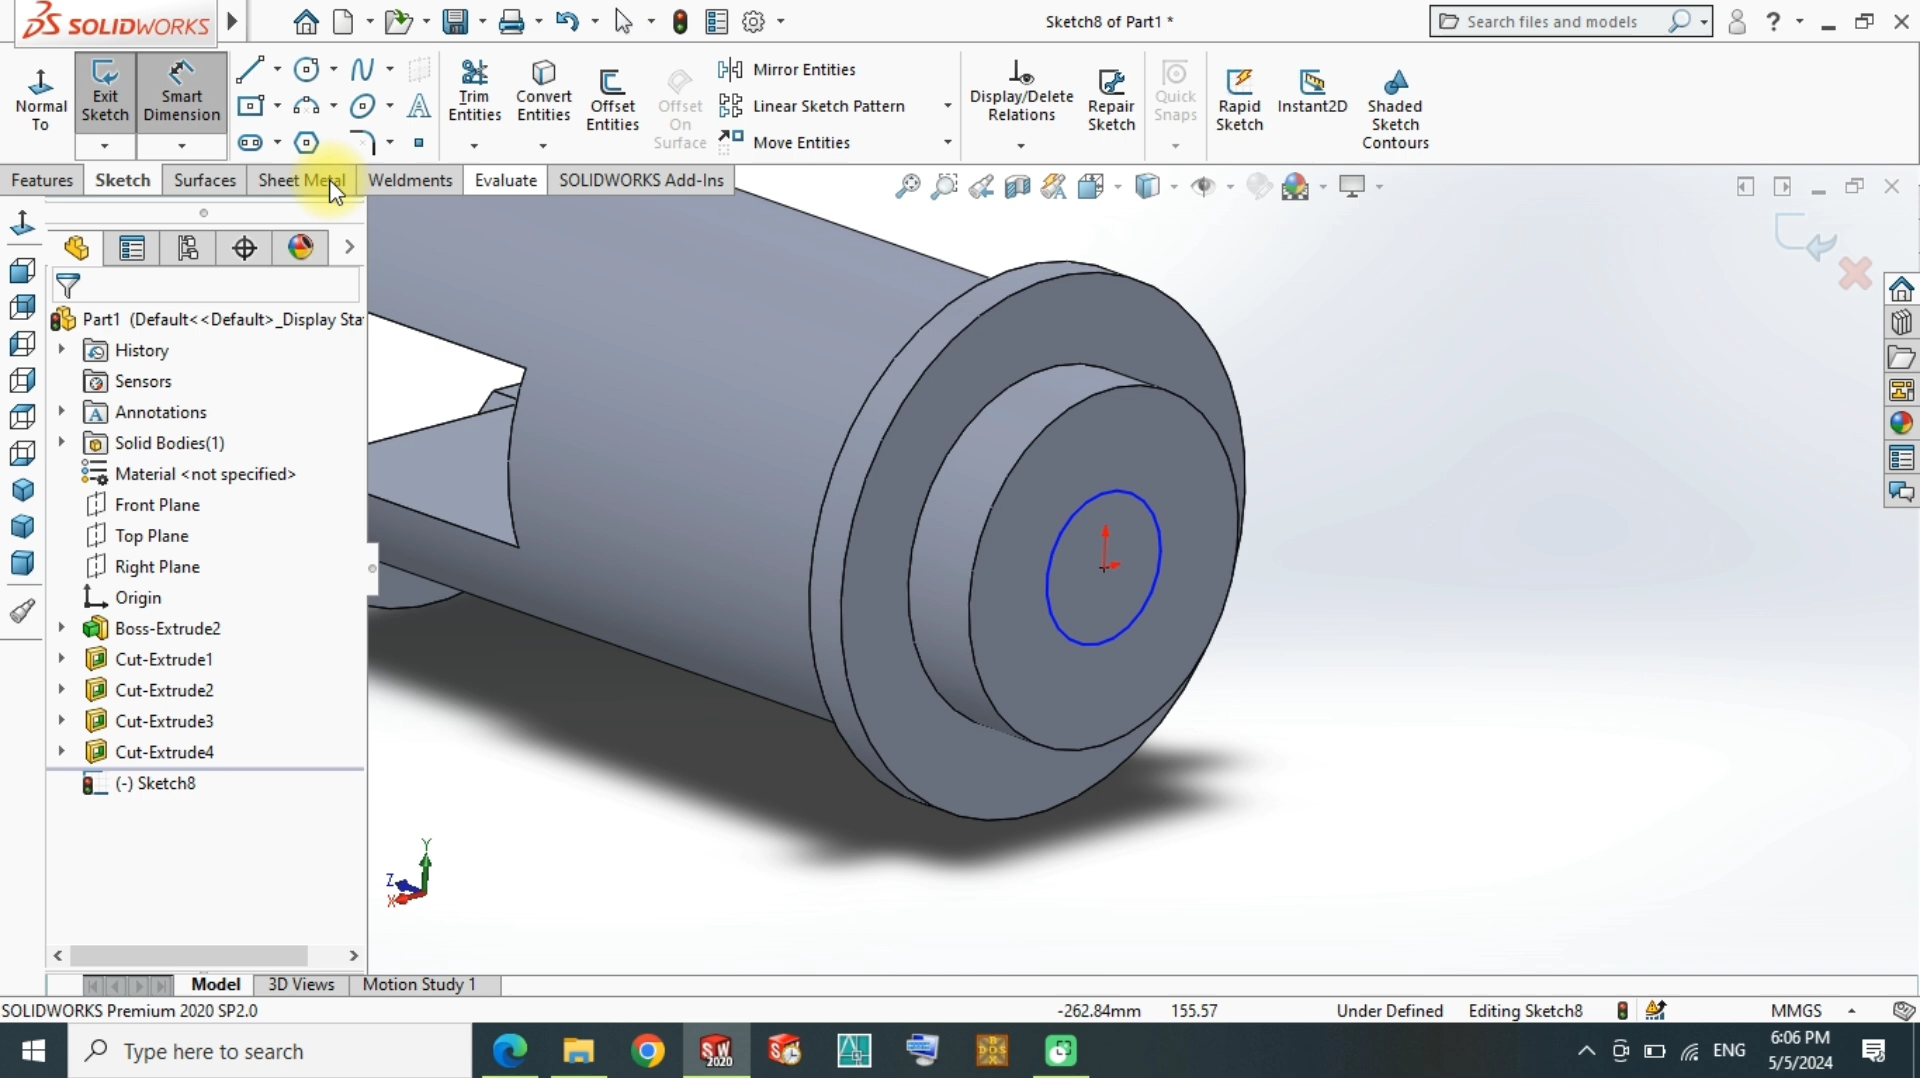 SOLIDWORKS
Sketch8 of Part1 *
Search files and models
Normal To
Exit Sketch
Smart Dimension
Trim Entities
Convert Entities
Offset Entities
Offset On Surface
Mirror Entities
Linear Sketch Pattern
Move Entities
Display/Delete Relations
Repair Sketch
Quick Snaps
Rapid Sketch
Instant2D
Shaded Sketch Contours
Features
Sketch
Surfaces
Sheet Metal
Weldments
Evaluate
SOLIDWORKS Add-Ins
Part1 (Default<<Default>_Display Sta
History
Sensors
Annotations
Solid Bodies(1)
Material <not specified>
Front Plane
Top Plane
Right Plane
Origin
Boss-Extrude2
Cut-Extrude1
Cut-Extrude2
Cut-Extrude3
Cut-Extrude4
(-) Sketch8
Y
Z
X
Model
3D Views
Motion Study 1
SOLIDWORKS Premium 2020 SP2.0
-262.84mm
155.57
Under Defined
Editing Sketch8
MMGS
Type here to search
SW
2020
DOS
ENG
6:06 PM
5/5/2024